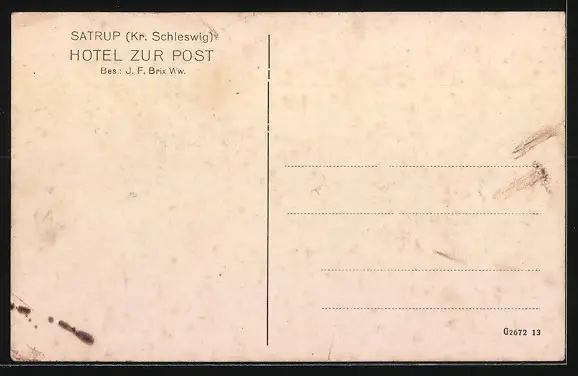 SATRUP (Kr. Schleswig)
HOTEL ZUR POST
Bes.: J. F. Brix Ww.
G2672 13